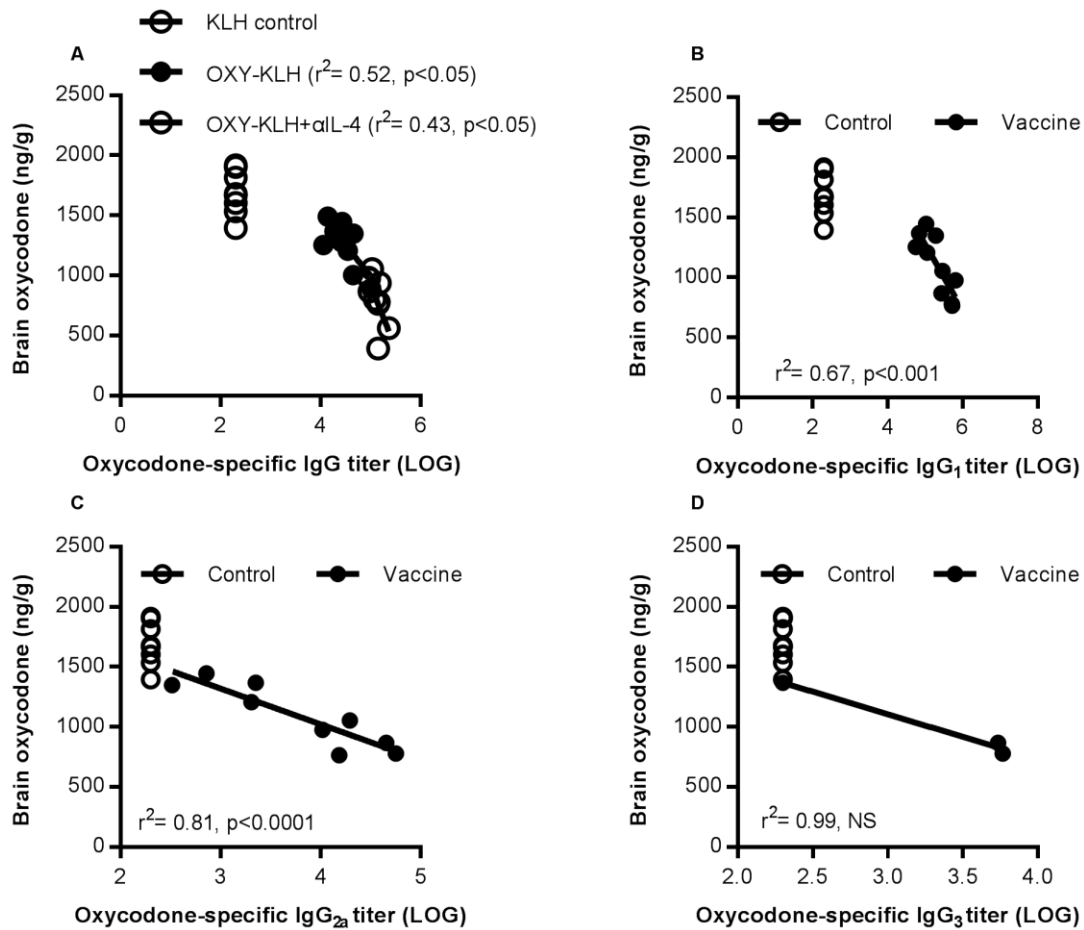 A
KLH control
OXY-KLH (r²= 0.52, p<0.05)
OXY-KLH+αIL-4 (r²= 0.43, p<0.05)
2500
2000
1500
1000
500
0
Brain oxycodone (ng/g)
0 2 4 6
Oxycodone-specific IgG titer (LOG)
B
Control Vaccine
2500
2000
1500
1000
500
0
Brain oxycodone (ng/g)
r²= 0.67, p<0.001
0 2 4 6 8
Oxycodone-specific IgG₁ titer (LOG)
C
Control Vaccine
2500
2000
1500
1000
500
0
Brain oxycodone (ng/g)
r²= 0.81, p<0.0001
2 3 4 5
Oxycodone-specific IgG₂ₐ titer (LOG)
D
Control Vaccine
2500
2000
1500
1000
500
0
Brain oxycodone (ng/g)
r²= 0.99, NS
2.0 2.5 3.0 3.5 4.0
Oxycodone-specific IgG₃ titer (LOG)